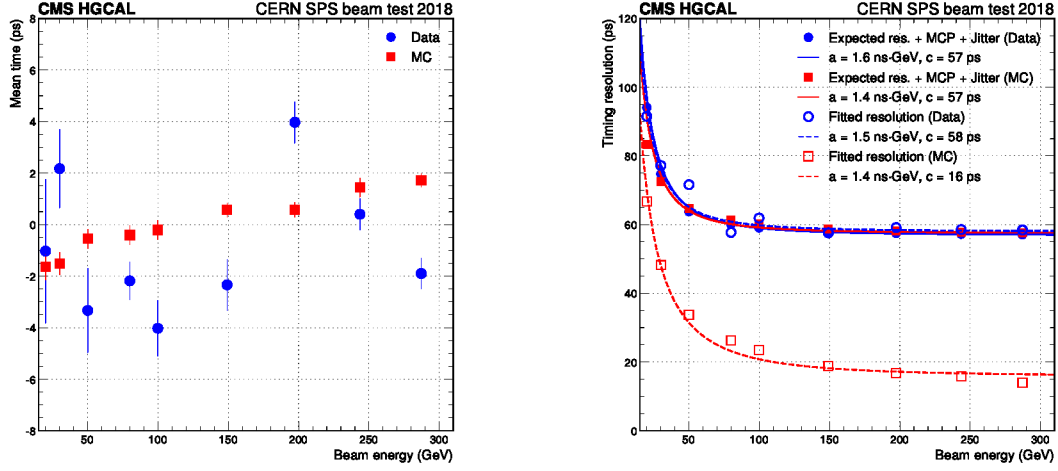 CMS HGCAL CERN SPS beam test 2018
Mean time (ps)
8
6
4
2
0
-2
-4
-6
-8
Data
MC
50 100 150 200 250 300
Beam energy (GeV)
CMS HGCAL CERN SPS beam test 2018
Timing resolution (ps)
120
100
80
60
40
20
0
Expected res. + MCP + Jitter (Data)
a = 1.6 ns·GeV, c = 57 ps
Expected res. + MCP + Jitter (MC)
a = 1.4 ns·GeV, c = 57 ps
Fitted resolution (Data)
a = 1.5 ns·GeV, c = 58 ps
Fitted resolution (MC)
a = 1.4 ns·GeV, c = 16 ps
50 100 150 200 250 300
Beam energy (GeV)